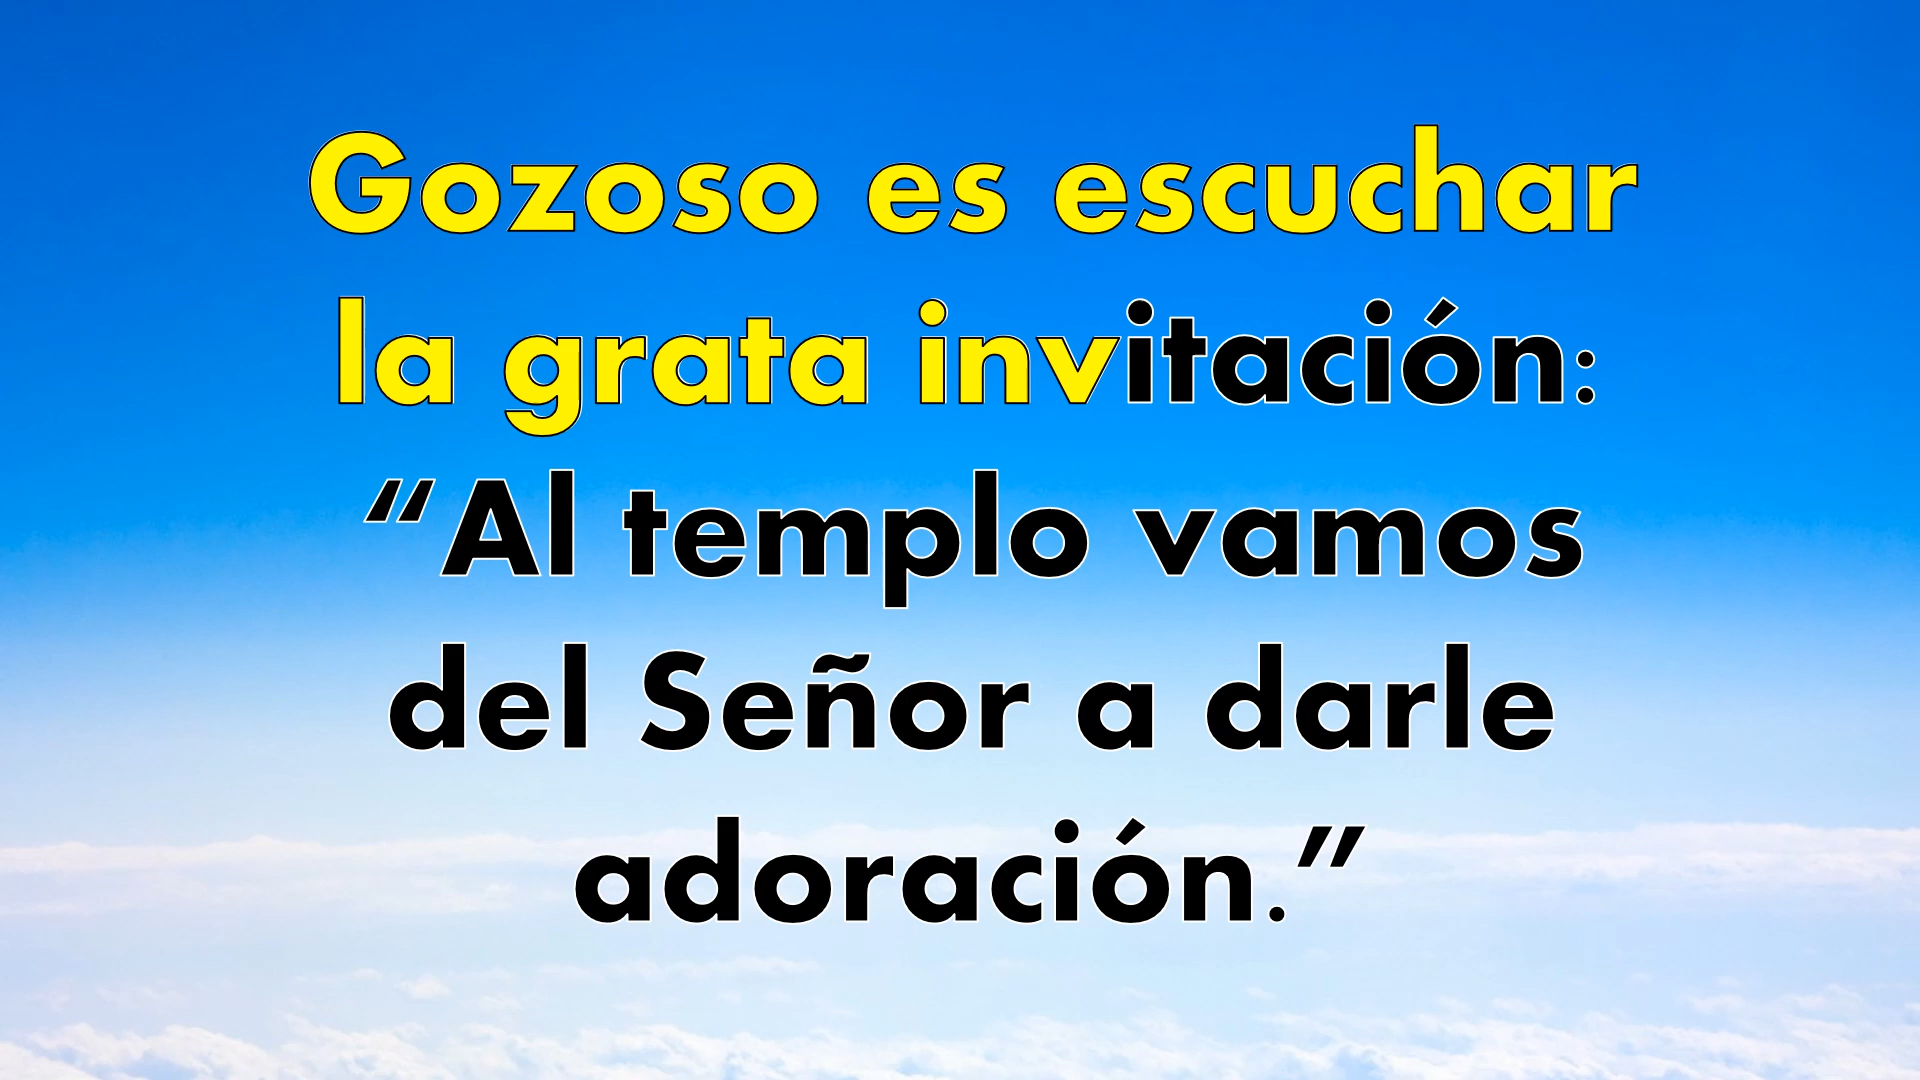 Gozoso es escuchar
la grata invitación:
“Al templo vamos
del Señor a darle
adoración.”